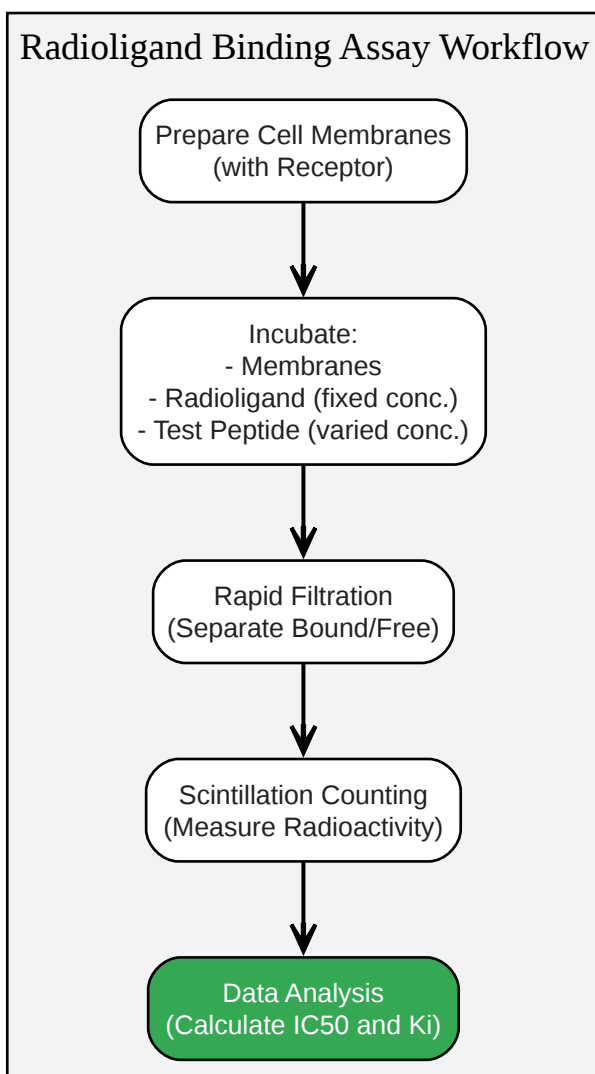 Radioligand Binding Assay Workflow
Prepare Cell Membranes
(with Receptor)
Incubate:
- Membranes
- Radioligand (fixed conc.)
- Test Peptide (varied conc.)
Rapid Filtration
(Separate Bound/Free)
Scintillation Counting
(Measure Radioactivity)
Data Analysis
(Calculate IC50 and Ki)